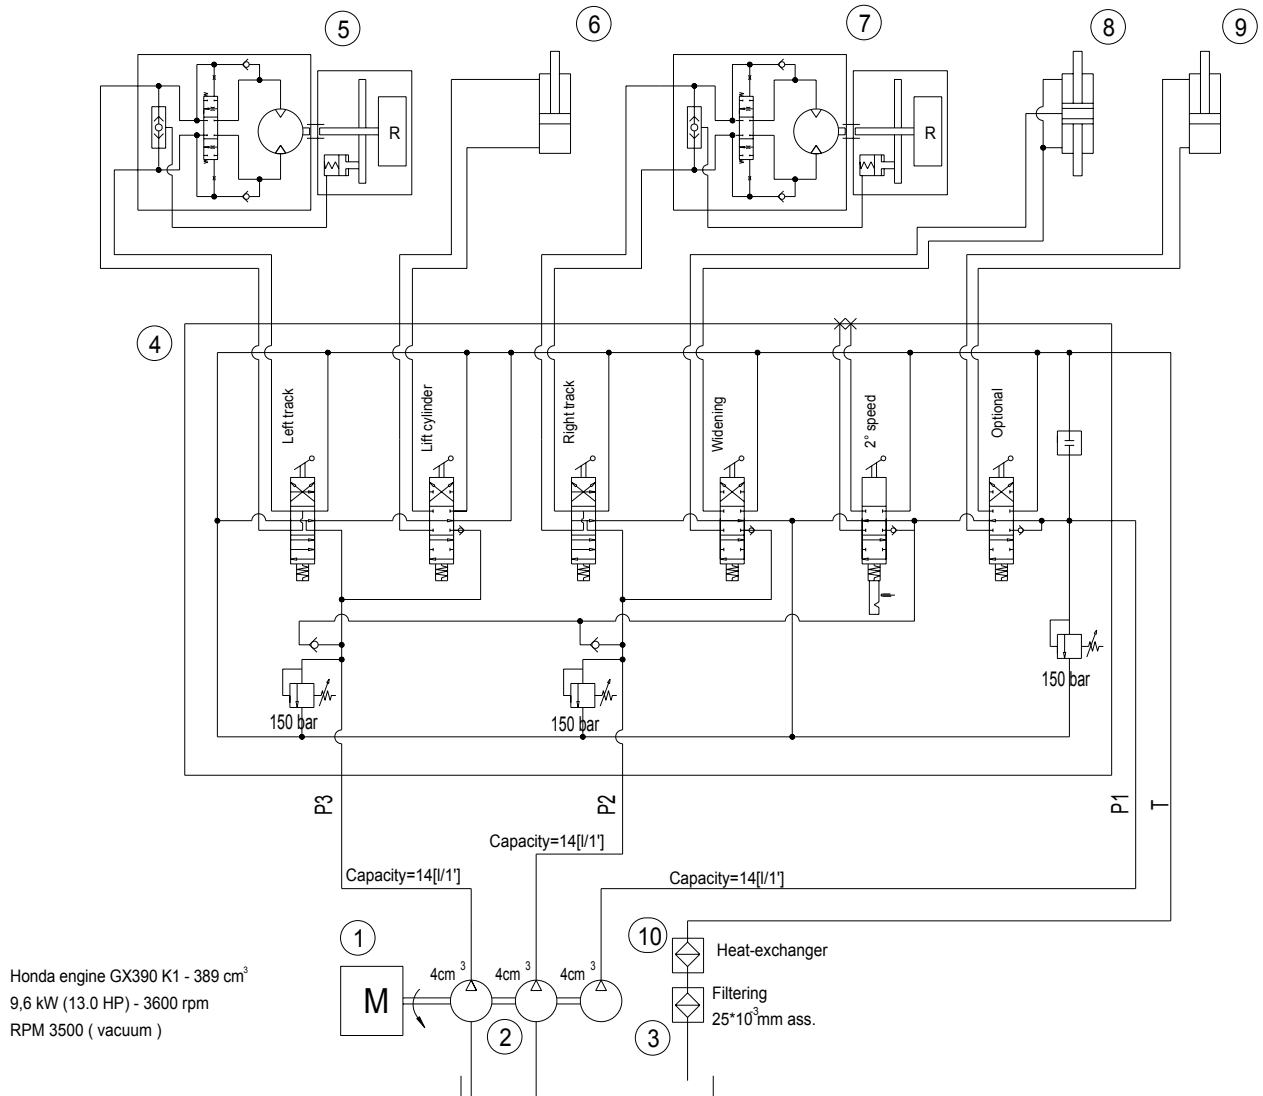 5
6
7
8
9
R
R
4
Left track
Lift cylinder
Right track
Widening
2° speed
Optional
150 bar
150 bar
150 bar
P3
P2
P1
T
Capacity=14[l/1']
Capacity=14[l/1']
Capacity=14[l/1']
1
10
Heat-exchanger
Honda engine GX390 K1 - 389 cm³
9,6 kW (13.0 HP) - 3600 rpm
RPM 3500 ( vacuum )
M
4cm ³
4cm ³
4cm ³
Filtering
25*10⁻³mm ass.
2
3